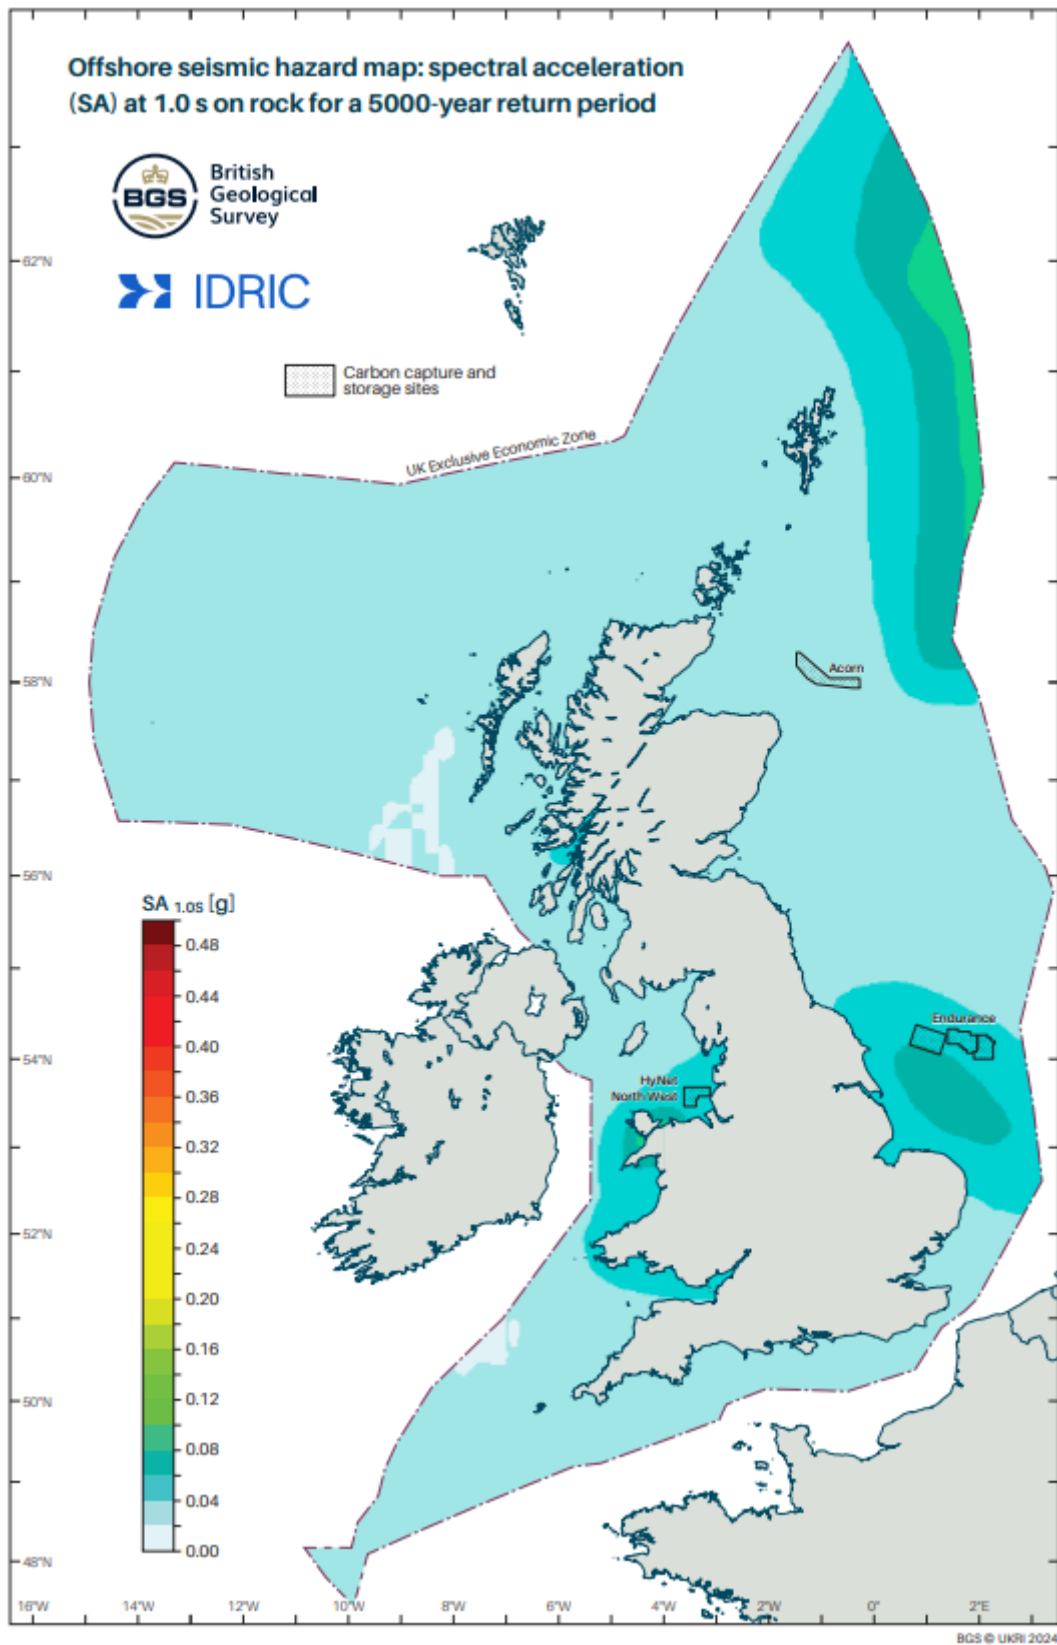 Offshore seismic hazard map: spectral acceleration
(SA) at 1.0 s on rock for a 5000-year return period
BGS
British
Geological
Survey
IDRIC
Carbon capture and
storage sites
UK Exclusive Economic Zone
62°N
60°N
58°N
56°N
54°N
52°N
50°N
48°N
Acorn
Endurance
HyNet
North West
SA 1.0S [g]
0.48
0.44
0.40
0.36
0.32
0.28
0.24
0.20
0.16
0.12
0.08
0.04
0.00
16°W 14°W 12°W 10°W 8°W 6°W 4°W 2°W 0° 2°E
BGS © UKRI 2024